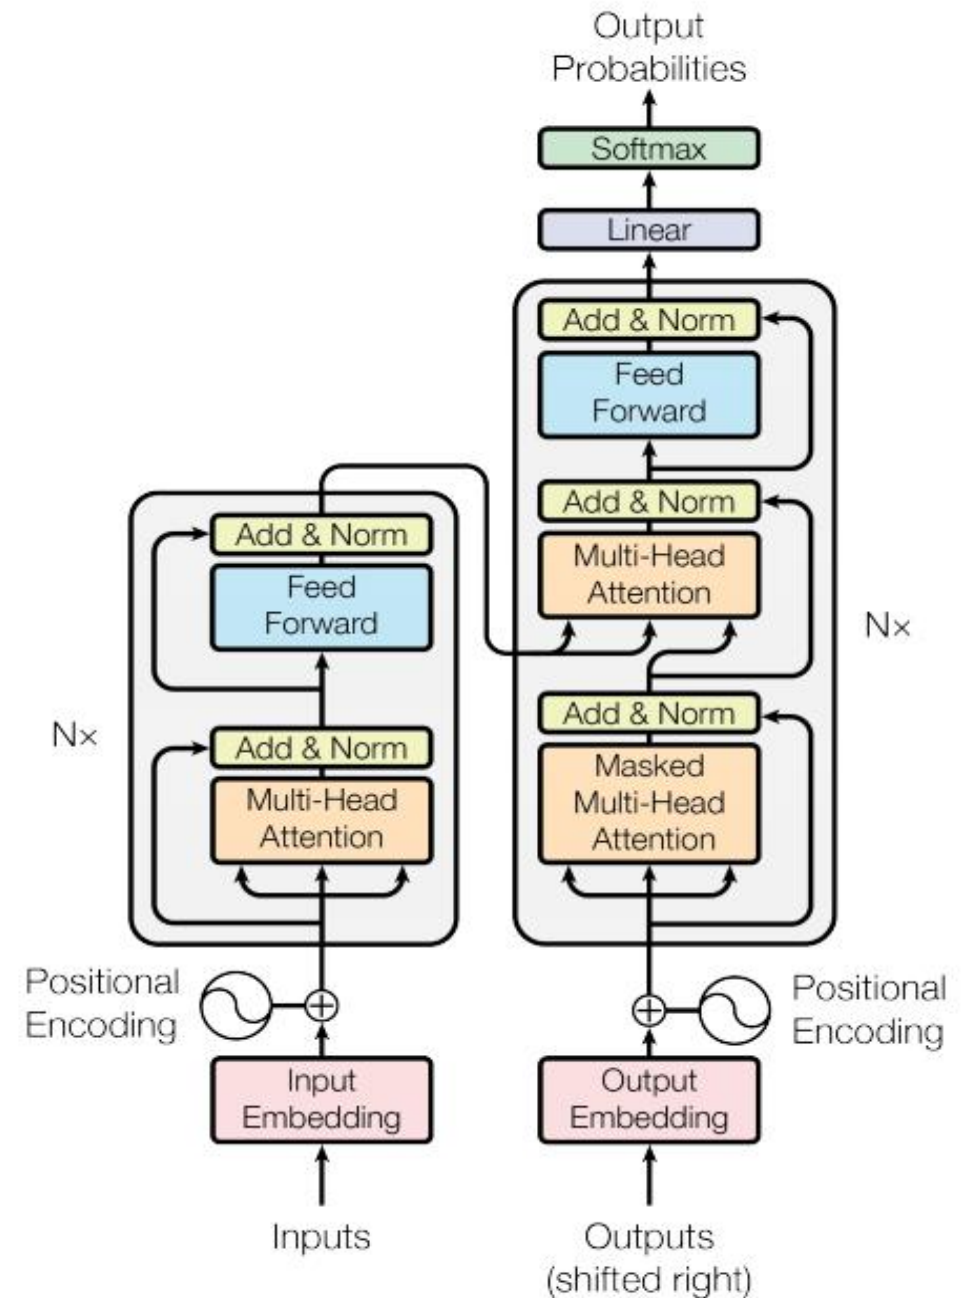 Output
Probabilities
Softmax
Linear
Add & Norm
Feed
Forward
Add & Norm
Multi-Head
Attention
Add & Norm
Masked
Multi-Head
Attention
Nx
Add & Norm
Feed
Forward
Add & Norm
Multi-Head
Attention
Nx
Positional
Encoding
Positional
Encoding
Input
Embedding
Output
Embedding
Inputs
Outputs
(shifted right)